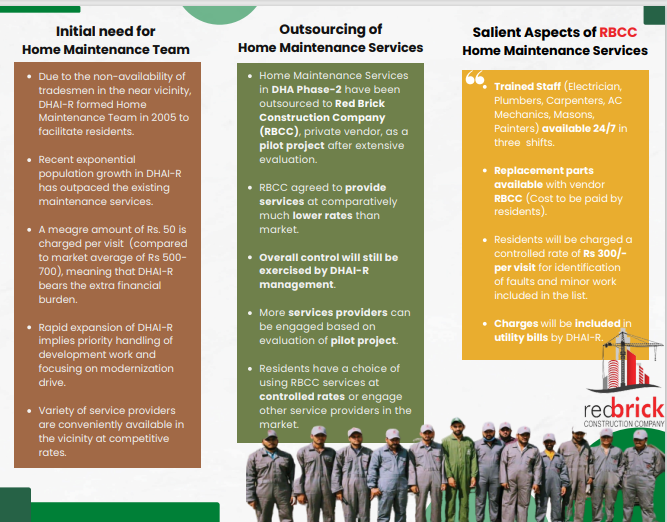 Initial need for
Home Maintenance Team
• Due to the non-availability of
tradesmen in the near vicinity,
DHAI-R formed Home
Maintenance Team in 2005 to
facilitate residents.
• Recent exponential
population growth in DHAI-R
has outpaced the existing
maintenance services.
• A meagre amount of Rs. 50 is
charged per visit (compared
to market average of Rs 500-
700), meaning that DHAI-R
bears the extra financial
burden.
• Rapid expansion of DHAI-R
implies priority handling of
development work and
focusing on modernization
drive.
• Variety of service providers
are conveniently available in
the vicinity at competitive
rates.
Outsourcing of
Home Maintenance Services
• Home Maintenance Services
in DHA Phase-2 have been
outsourced to Red Brick
Construction Company
(RBCC), private vendor, as a
pilot project after extensive
evaluation.
• RBCC agreed to provide
services at comparatively
much lower rates than
market.
• Overall control will still be
exercised by DHAI-R
management.
• More services providers can
be engaged based on
evaluation of pilot project.
• Residents have a choice of
using RBCC services at
controlled rates or engage
other service providers in the
market.
Salient Aspects of RBCC
Home Maintenance Services
• Trained Staff (Electrician,
Plumbers, Carpenters, AC
Mechanics, Masons,
Painters) available 24/7 in
three shifts.
• Replacement parts
available with vendor
RBCC (Cost to be paid by
residents).
• Residents will be charged a
controlled rate of Rs 300/-
per visit for identification
of faults and minor work
included in the list.
• Charges will be included in
utility bills by DHAI-R.
redbrick
CONSTRUCTION COMPANY